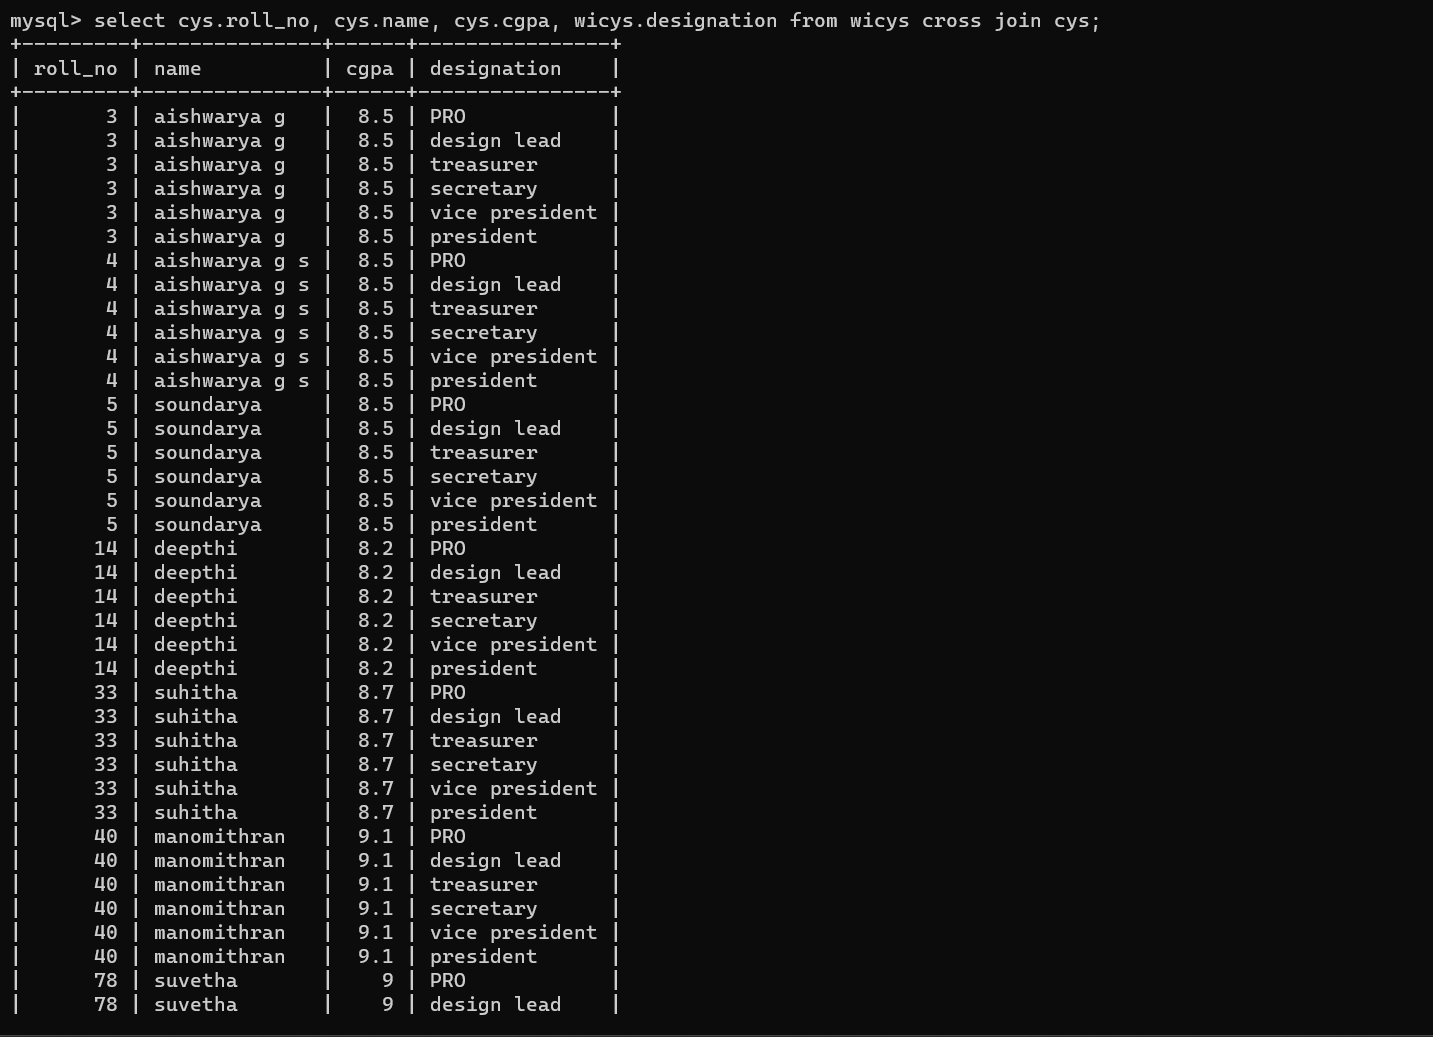 mysql> select cys.roll_no, cys.name, cys.cgpa, wicys.designation from wicys cross join cys;
+---------+---------------+------+----------------+
| roll_no | name          | cgpa | designation    |
+---------+---------------+------+----------------+
|       3 | aishwarya g   |  8.5 | PRO            |
|       3 | aishwarya g   |  8.5 | design lead    |
|       3 | aishwarya g   |  8.5 | treasurer      |
|       3 | aishwarya g   |  8.5 | secretary      |
|       3 | aishwarya g   |  8.5 | vice president |
|       3 | aishwarya g   |  8.5 | president      |
|       4 | aishwarya g s |  8.5 | PRO            |
|       4 | aishwarya g s |  8.5 | design lead    |
|       4 | aishwarya g s |  8.5 | treasurer      |
|       4 | aishwarya g s |  8.5 | secretary      |
|       4 | aishwarya g s |  8.5 | vice president |
|       4 | aishwarya g s |  8.5 | president      |
|       5 | soundarya     |  8.5 | PRO            |
|       5 | soundarya     |  8.5 | design lead    |
|       5 | soundarya     |  8.5 | treasurer      |
|       5 | soundarya     |  8.5 | secretary      |
|       5 | soundarya     |  8.5 | vice president |
|       5 | soundarya     |  8.5 | president      |
|      14 | deepthi       |  8.2 | PRO            |
|      14 | deepthi       |  8.2 | design lead    |
|      14 | deepthi       |  8.2 | treasurer      |
|      14 | deepthi       |  8.2 | secretary      |
|      14 | deepthi       |  8.2 | vice president |
|      14 | deepthi       |  8.2 | president      |
|      33 | suhitha       |  8.7 | PRO            |
|      33 | suhitha       |  8.7 | design lead    |
|      33 | suhitha       |  8.7 | treasurer      |
|      33 | suhitha       |  8.7 | secretary      |
|      33 | suhitha       |  8.7 | vice president |
|      33 | suhitha       |  8.7 | president      |
|      40 | manomithran   |  9.1 | PRO            |
|      40 | manomithran   |  9.1 | design lead    |
|      40 | manomithran   |  9.1 | treasurer      |
|      40 | manomithran   |  9.1 | secretary      |
|      40 | manomithran   |  9.1 | vice president |
|      40 | manomithran   |  9.1 | president      |
|      78 | suvetha       |    9 | PRO            |
|      78 | suvetha       |    9 | design lead    |